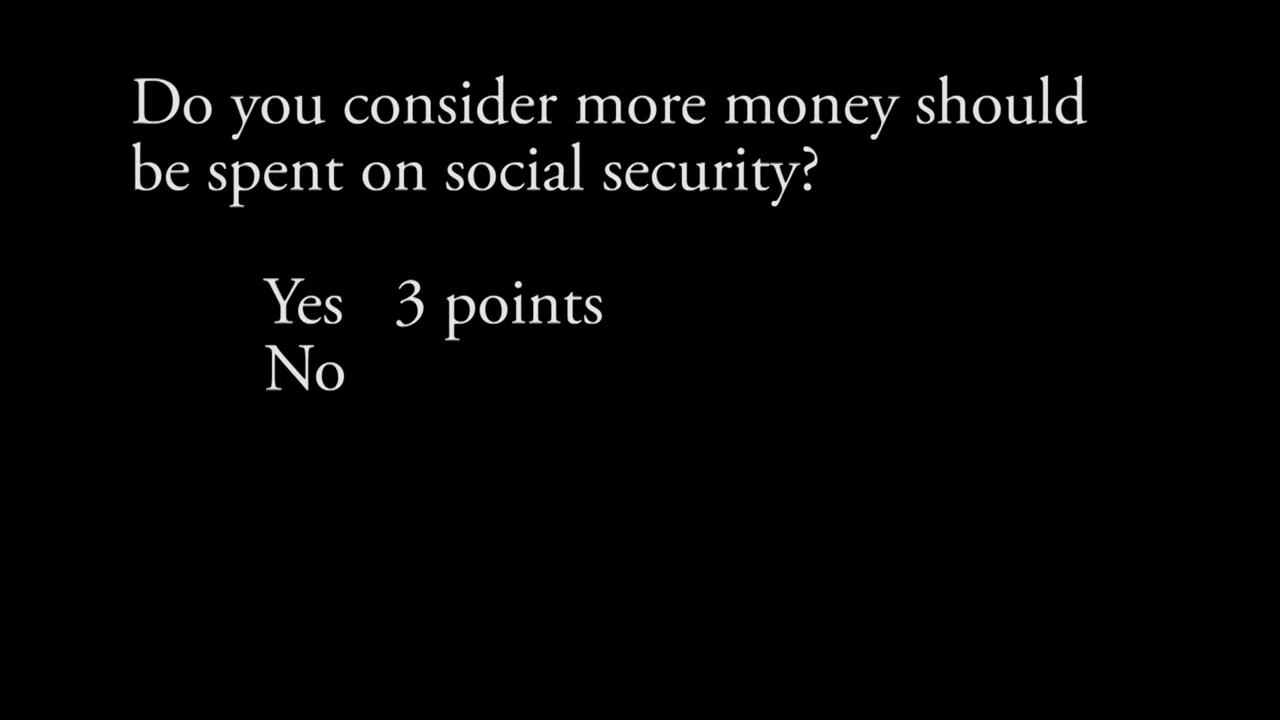 Do you consider more money should
be spent on social security?
Yes 3 points
No